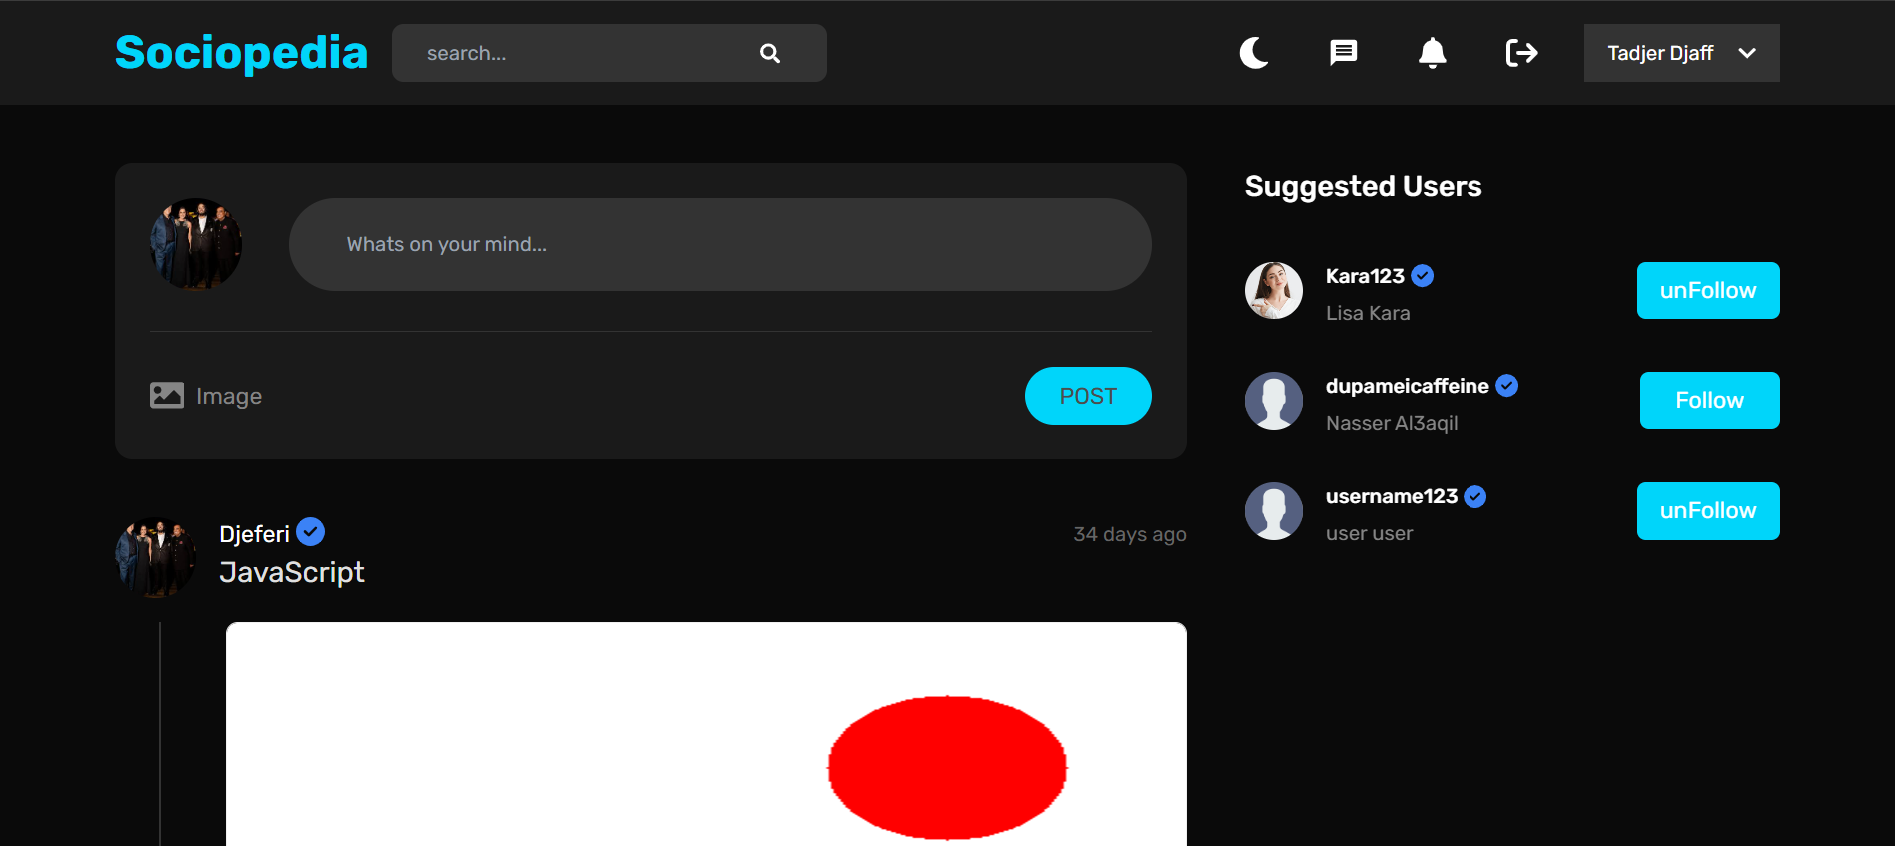 Sociopedia
search...
Tadjer Djaff
Whats on your mind...
Image
POST
Djeferi
34 days ago
JavaScript
Suggested Users
Kara123
Lisa Kara
unFollow
dupameicaffeine
Nasser Al3aqil
Follow
username123
user user
unFollow